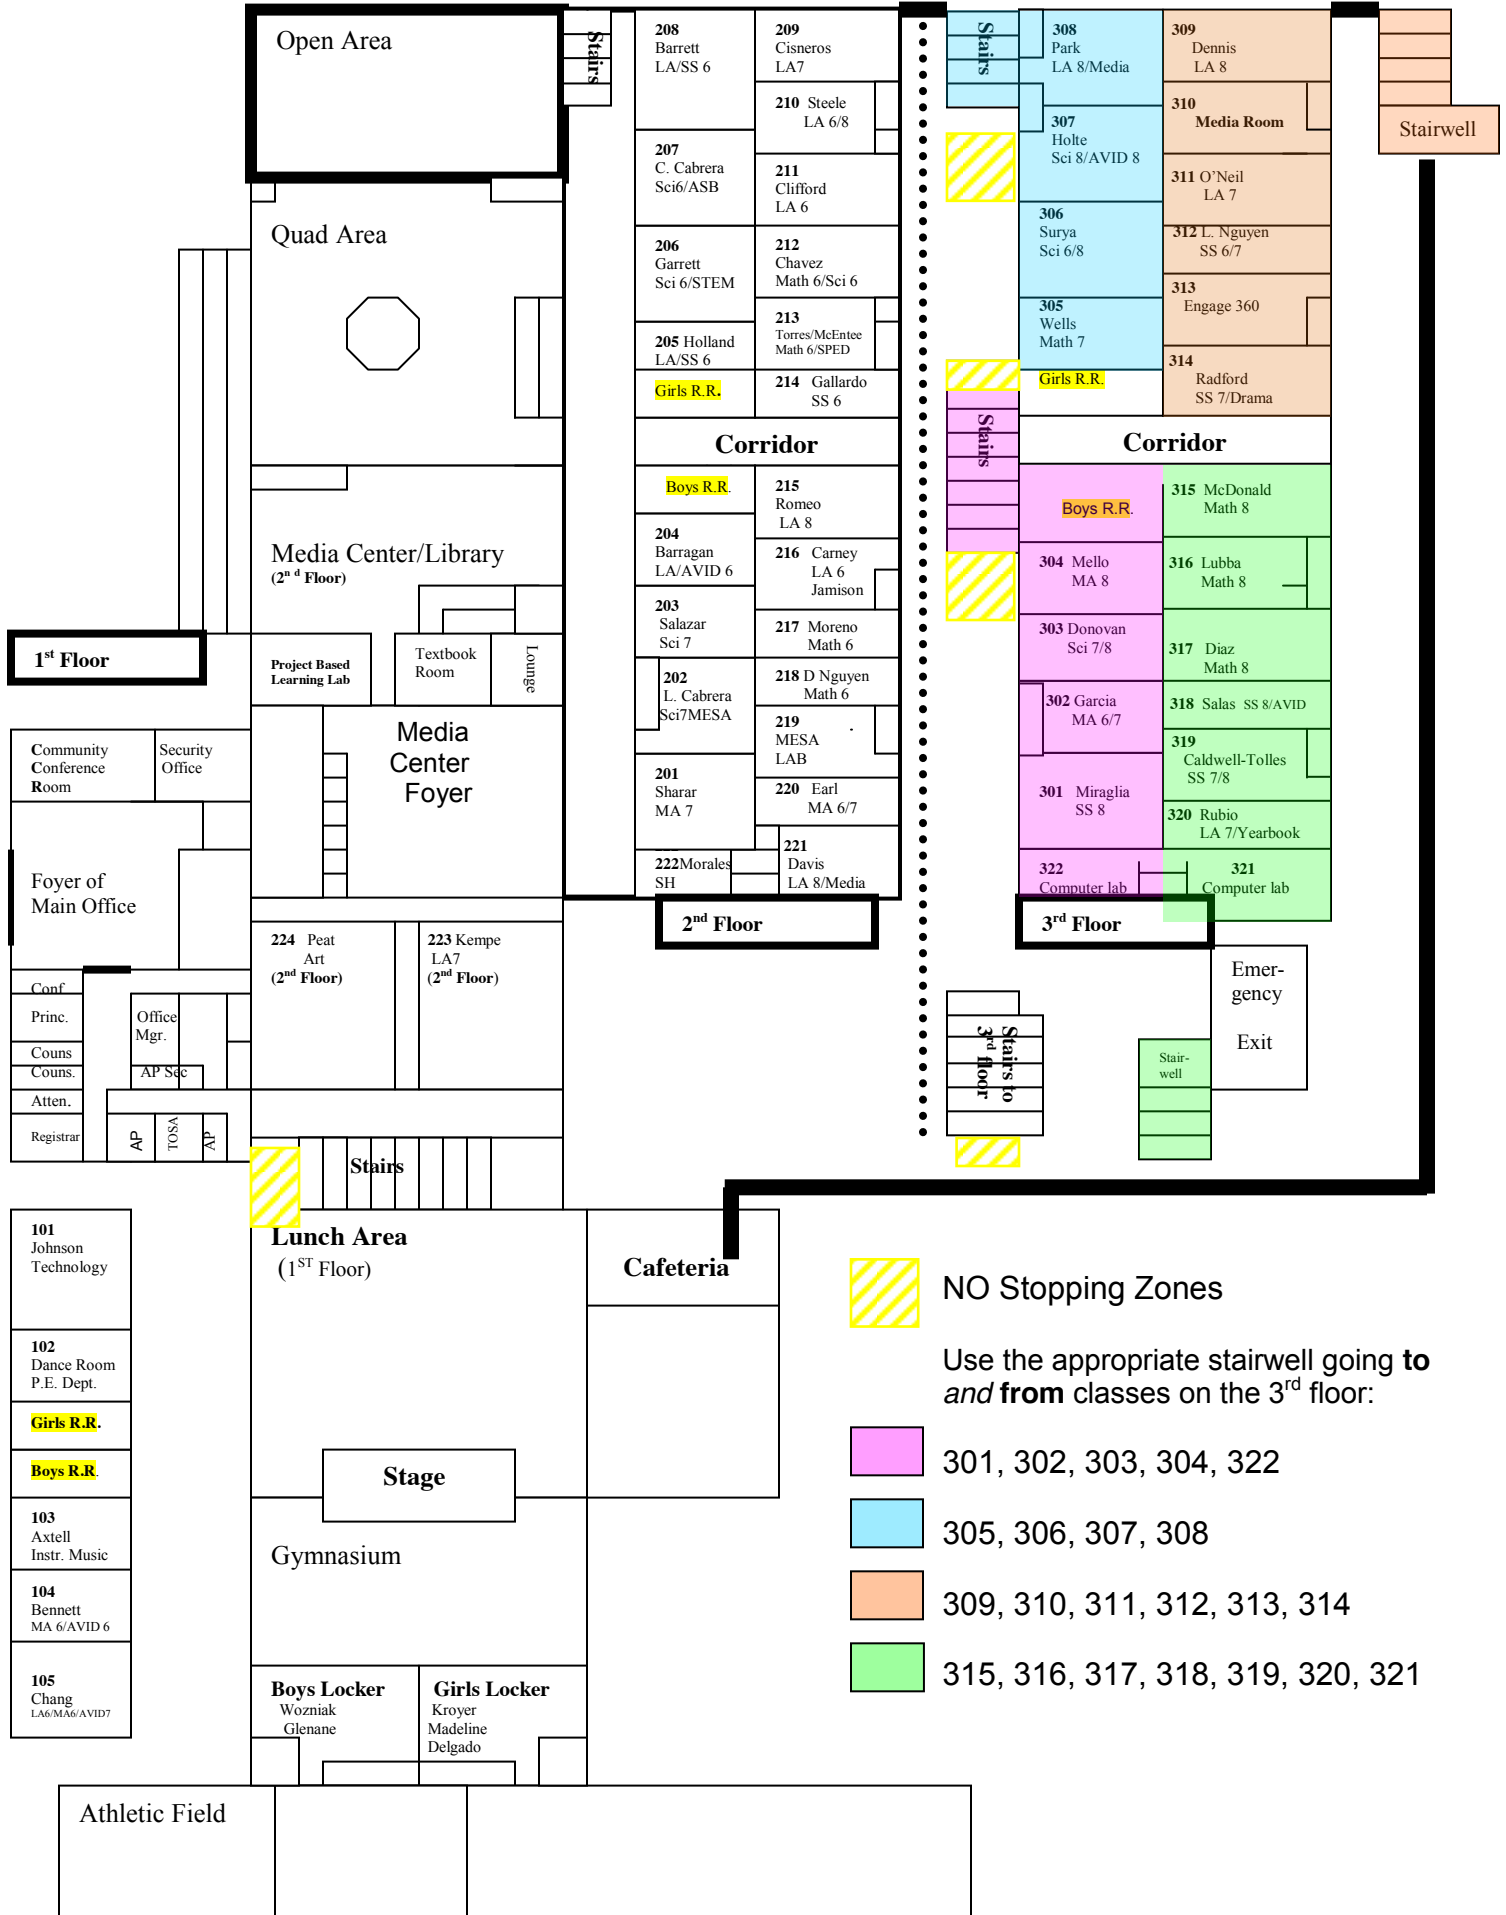 Open Area
Quad Area
Media Center/Library
(2nd Floor)
1st Floor
Project Based
Learning Lab
Textbook
Room
Lounge
Community
Conference
Room
Security
Office
Media
Center
Foyer
Foyer of
Main Office
Conf
Princ.
Couns
Couns.
Atten.
Registrar
Office
Mgr.
AP Sec
AP
TOSA
AP
224 Peat
Art
(2nd Floor)
223 Kempe
LA7
(2nd Floor)
Stairs
Lunch Area
(1ST Floor)
Cafeteria
Stage
Gymnasium
Boys Locker
Wozniak
Glenane
Girls Locker
Kroyer
Madeline
Delgado
Athletic Field
101
Johnson
Technology
102
Dance Room
P.E. Dept.
Girls R.R.
Boys R.R.
103
Axtell
Instr. Music
104
Bennett
MA 6/AVID 6
105
Chang
LA6/MA6/AVID7
Stairs
208
Barrett
LA/SS 6
207
C. Cabrera
Sci6/ASB
206
Garrett
Sci 6/STEM
205 Holland
LA/SS 6
Girls R.R.
209
Cisneros
LA7
210 Steele
LA 6/8
211
Clifford
LA 6
212
Chavez
Math 6/Sci 6
213
Torres/McEntee
Math 6/SPED
214 Gallardo
SS 6
Corridor
Boys R.R.
204
Barragan
LA/AVID 6
203
Salazar
Sci 7
202
L. Cabrera
Sci7MESA
201
Sharar
MA 7
222Morales
SH
215
Romeo
LA 8
216 Carney
LA 6
Jamison
217 Moreno
Math 6
218 D Nguyen
Math 6
219
MESA
LAB
220 Earl
MA 6/7
221
Davis
LA 8/Media
2nd Floor
Stairs
308
Park
LA 8/Media
307
Holte
Sci 8/AVID 8
306
Surya
Sci 6/8
305
Wells
Math 7
Girls R.R.
309
Dennis
LA 8
310
Media Room
311 O'Neil
LA 7
312 L. Nguyen
SS 6/7
313
Engage 360
314
Radford
SS 7/Drama
Stairwell
Stairs
Corridor
Boys R.R.
304 Mello
MA 8
303 Donovan
Sci 7/8
302 Garcia
MA 6/7
301 Miraglia
SS 8
322
Computer lab
315 McDonald
Math 8
316 Lubba
Math 8
317 Diaz
Math 8
318 Salas SS 8/AVID
319
Caldwell-Tolles
SS 7/8
320 Rubio
LA 7/Yearbook
321
Computer lab
3rd Floor
Emer-
gency
Exit
Stair-
well
Stairs to
3rd floor
NO Stopping Zones
Use the appropriate stairwell going to
and from classes on the 3rd floor:
301, 302, 303, 304, 322
305, 306, 307, 308
309, 310, 311, 312, 313, 314
315, 316, 317, 318, 319, 320, 321